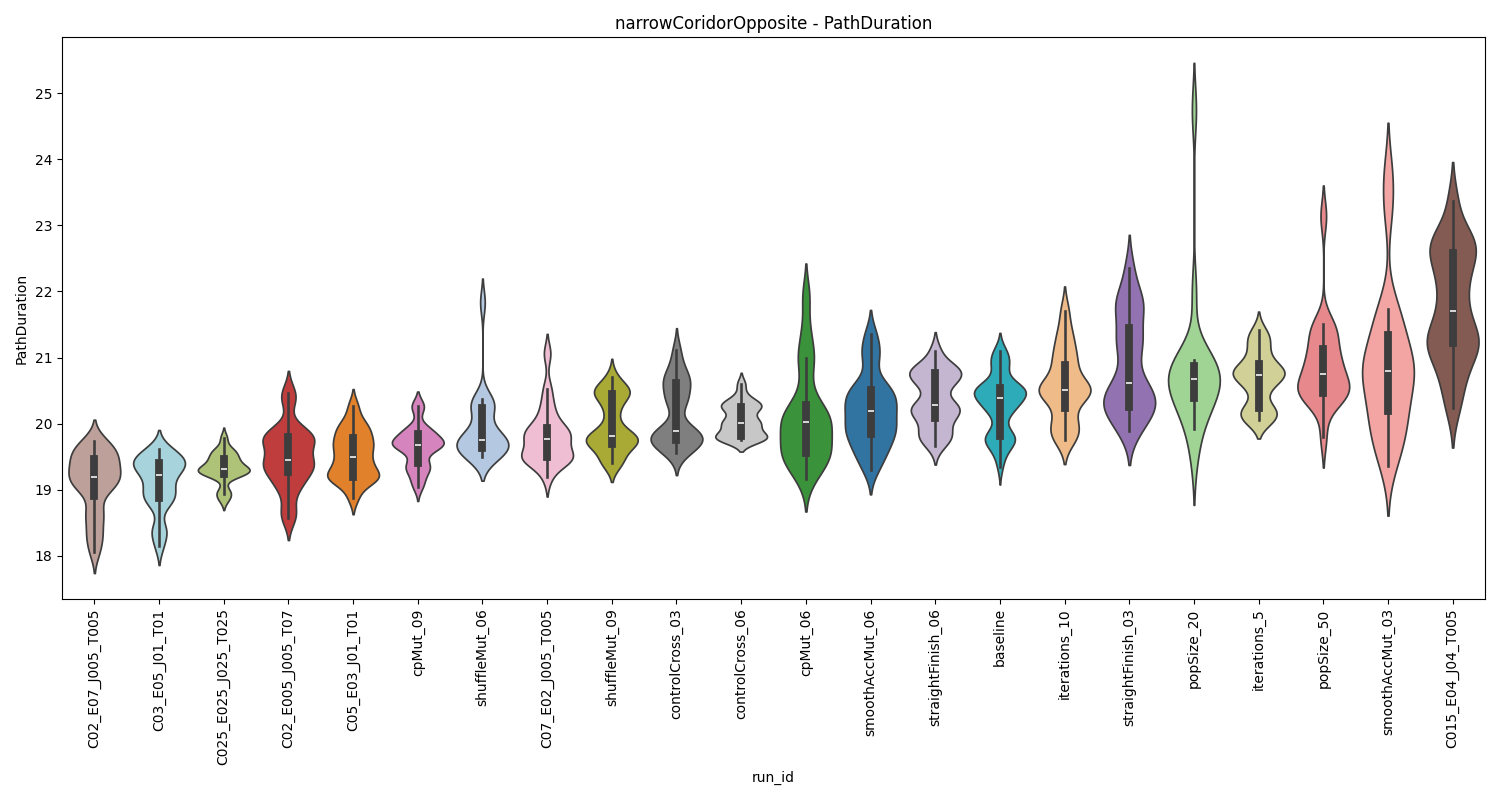 narrowCoridorOpposite - PathDuration
PathDuration
25
24
23
22
21
20
19
18
C02_E07_J005_T005
C03_E05_J01_T01
C025_E025_J025_T025
C02_E005_J005_T07
C05_E03_J01_T01
cpMut_09
shuffleMut_06
C07_E02_J005_T005
shuffleMut_09
controlCross_03
controlCross_06
cpMut_06
smoothAccMut_06
straightFinish_06
baseline
iterations_10
straightFinish_03
popSize_20
iterations_5
popSize_50
smoothAccMut_03
C015_E04_J04_T005
run_id